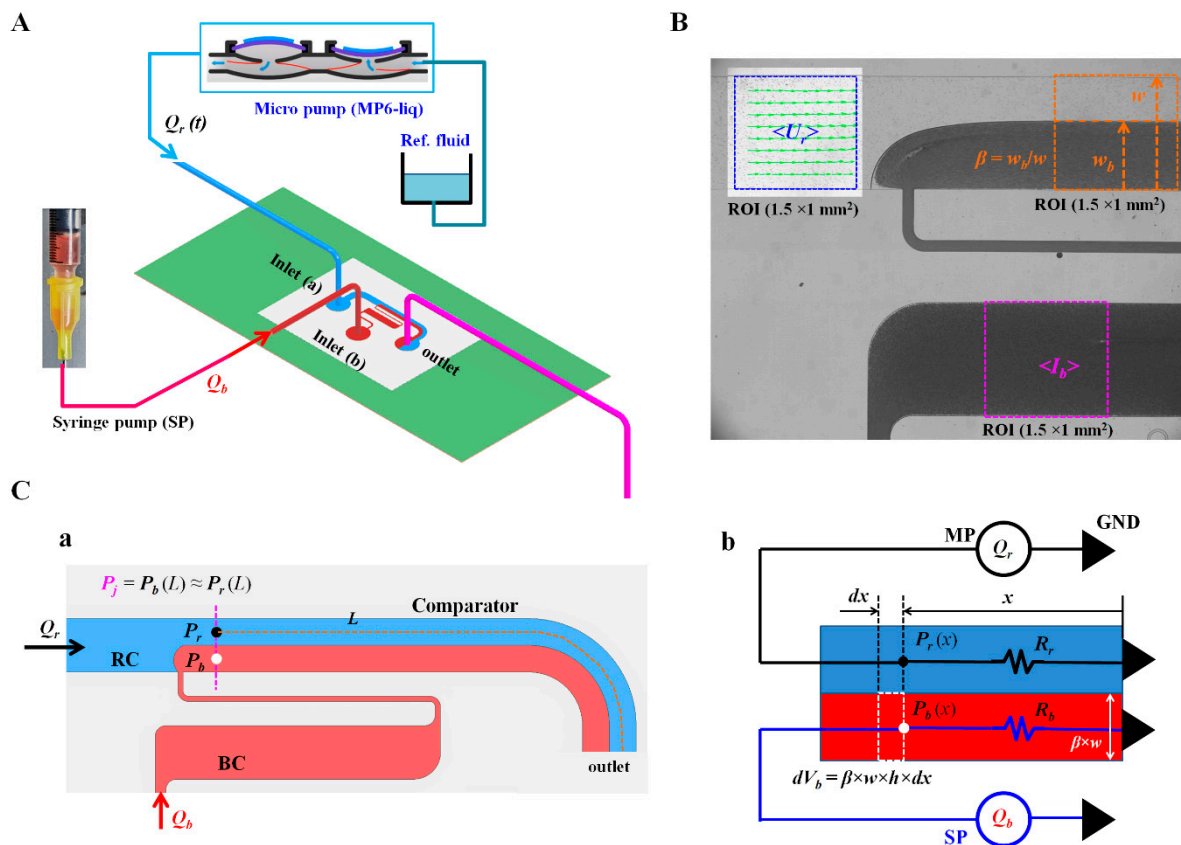 A
Micro pump (MP6-liq)
Q_r (t)
Ref. fluid
Inlet (a)
Inlet (b)
outlet
Q_b
Syringe pump (SP)
B
<U_r>
ROI (1.5 ×1 mm²)
w
β = w_b/w
w_b
ROI (1.5 ×1 mm²)
<I_b>
ROI (1.5 ×1 mm²)
C
a
P_j = P_b (L) ≈ P_r (L)
Comparator
Q_r
P_r
L
RC
P_b
BC
outlet
Q_b
b
MP
Q_r
GND
dx
x
P_r (x)
R_r
P_b (x)
R_b
β×w
dV_b = β×w×h×dx
Q_b
SP